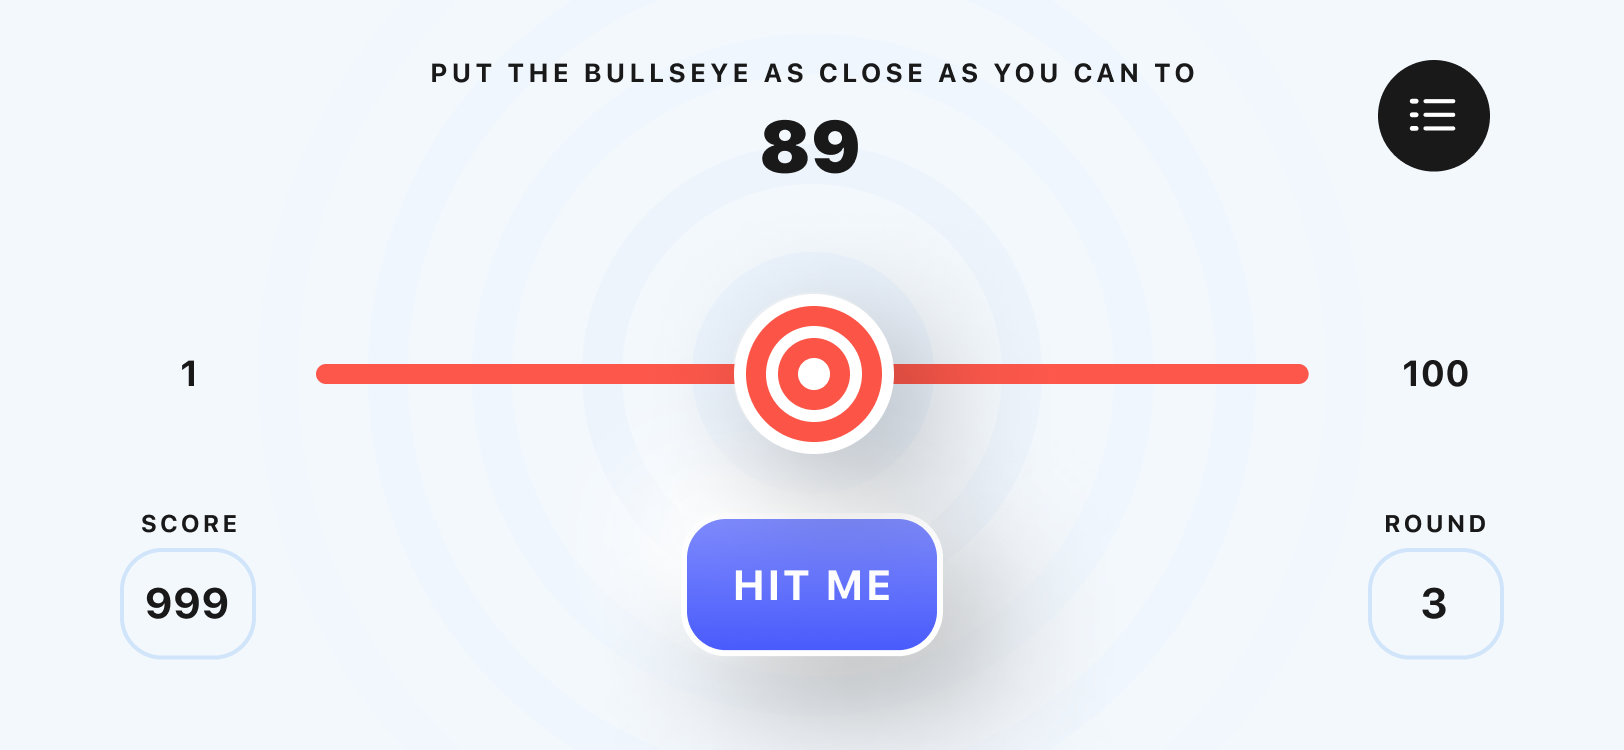 PUT THE BULLSEYE AS CLOSE AS YOU CAN TO
89
1
100
SCORE
999
HIT ME
ROUND
3